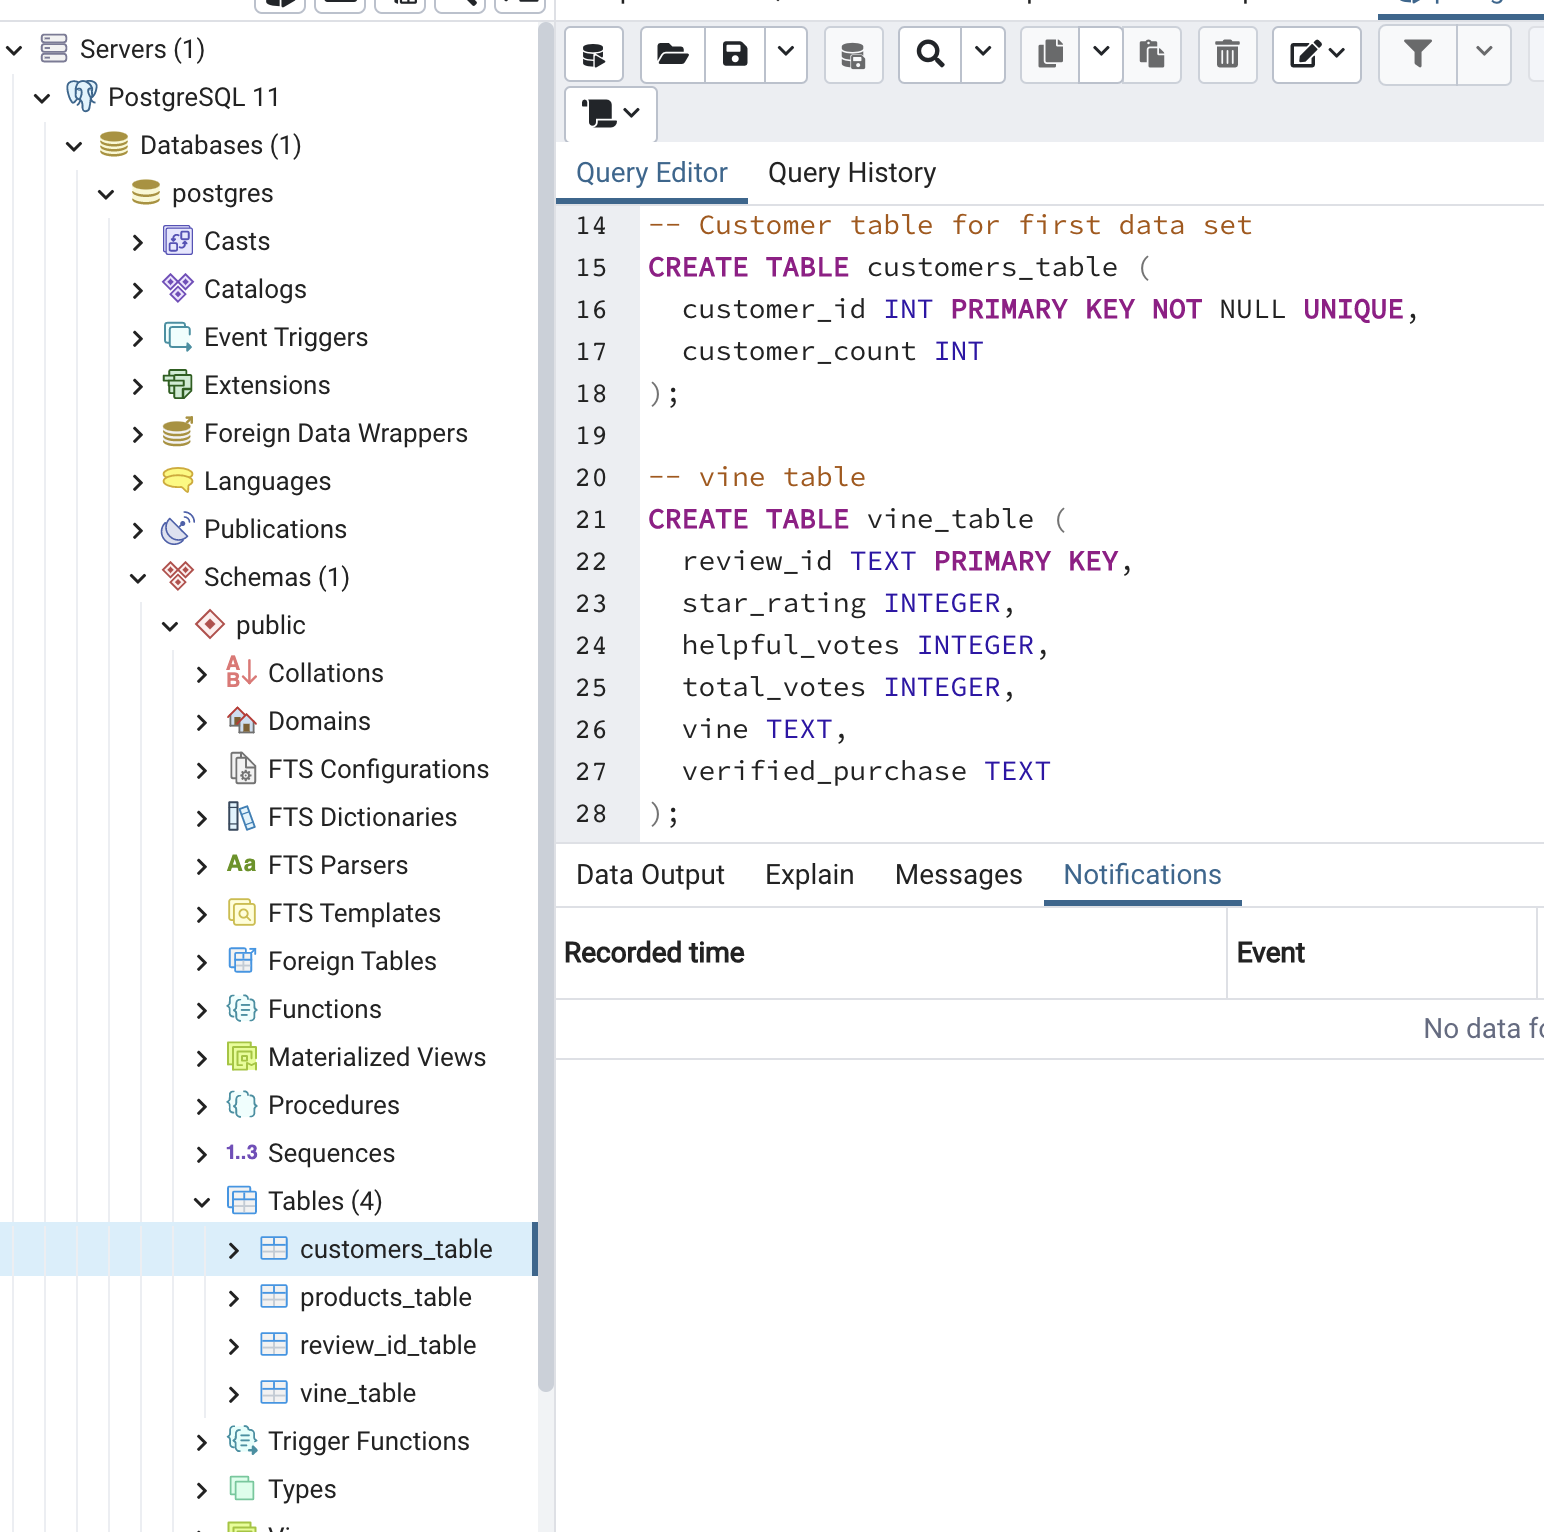 Servers (1)
PostgreSQL 11
Databases (1)
postgres
Casts
Catalogs
Event Triggers
Extensions
Foreign Data Wrappers
Languages
Publications
Schemas (1)
public
Collations
Domains
FTS Configurations
FTS Dictionaries
Aa FTS Parsers
FTS Templates
Foreign Tables
Functions
Materialized Views
Procedures
1..3 Sequences
Tables (4)
customers_table
products_table
review_id_table
vine_table
Trigger Functions
Types
Query Editor Query History
14 -- Customer table for first data set
15 CREATE TABLE customers_table (
16 customer_id INT PRIMARY KEY NOT NULL UNIQUE,
17 customer_count INT
18 );
19
20 -- vine table
21 CREATE TABLE vine_table (
22 review_id TEXT PRIMARY KEY,
23 star_rating INTEGER,
24 helpful_votes INTEGER,
25 total_votes INTEGER,
26 vine TEXT,
27 verified_purchase TEXT
28 );
Data Output Explain Messages Notifications
Recorded time Event
No data